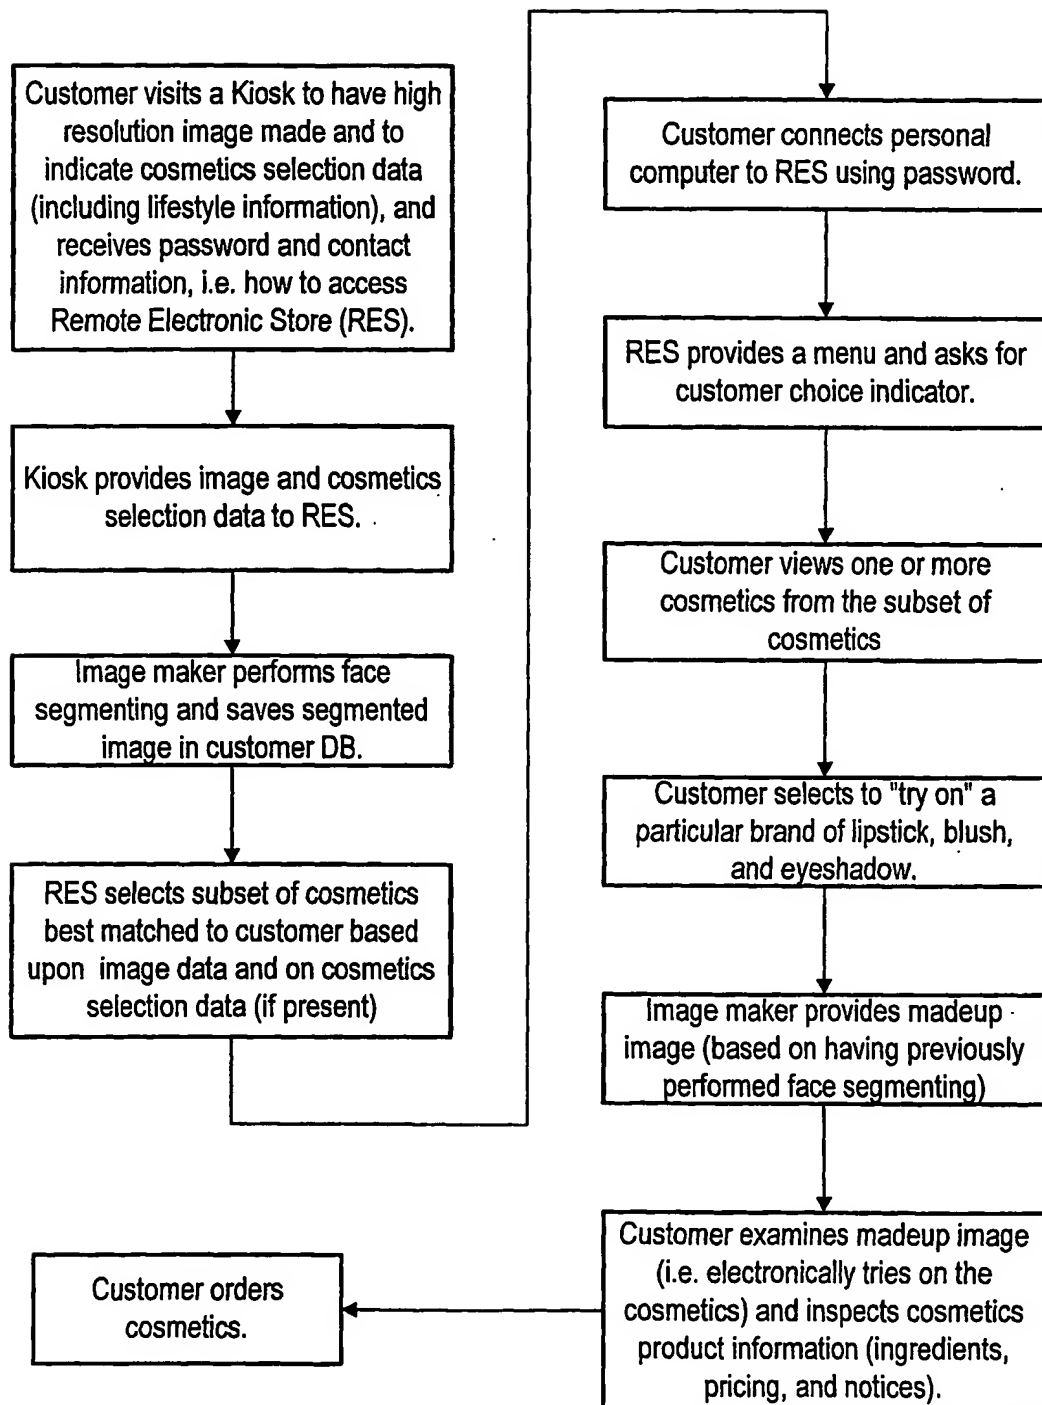 Customer visits a Kiosk to have high
resolution image made and to
indicate cosmetics selection data
(including lifestyle information), and
receives password and contact
information, i.e. how to access
Remote Electronic Store (RES).
Kiosk provides image and cosmetics
selection data to RES.
Image maker performs face
segmenting and saves segmented
image in customer DB.
RES selects subset of cosmetics
best matched to customer based
upon image data and on cosmetics
selection data (if present)
Customer connects personal
computer to RES using password.
RES provides a menu and asks for
customer choice indicator.
Customer views one or more
cosmetics from the subset of
cosmetics
Customer selects to "try on" a
particular brand of lipstick, blush,
and eyeshadow.
Image maker provides madeup
image (based on having previously
performed face segmenting)
Customer examines madeup image
(i.e. electronically tries on the
cosmetics) and inspects cosmetics
product information (ingredients,
pricing, and notices).
Customer orders
cosmetics.